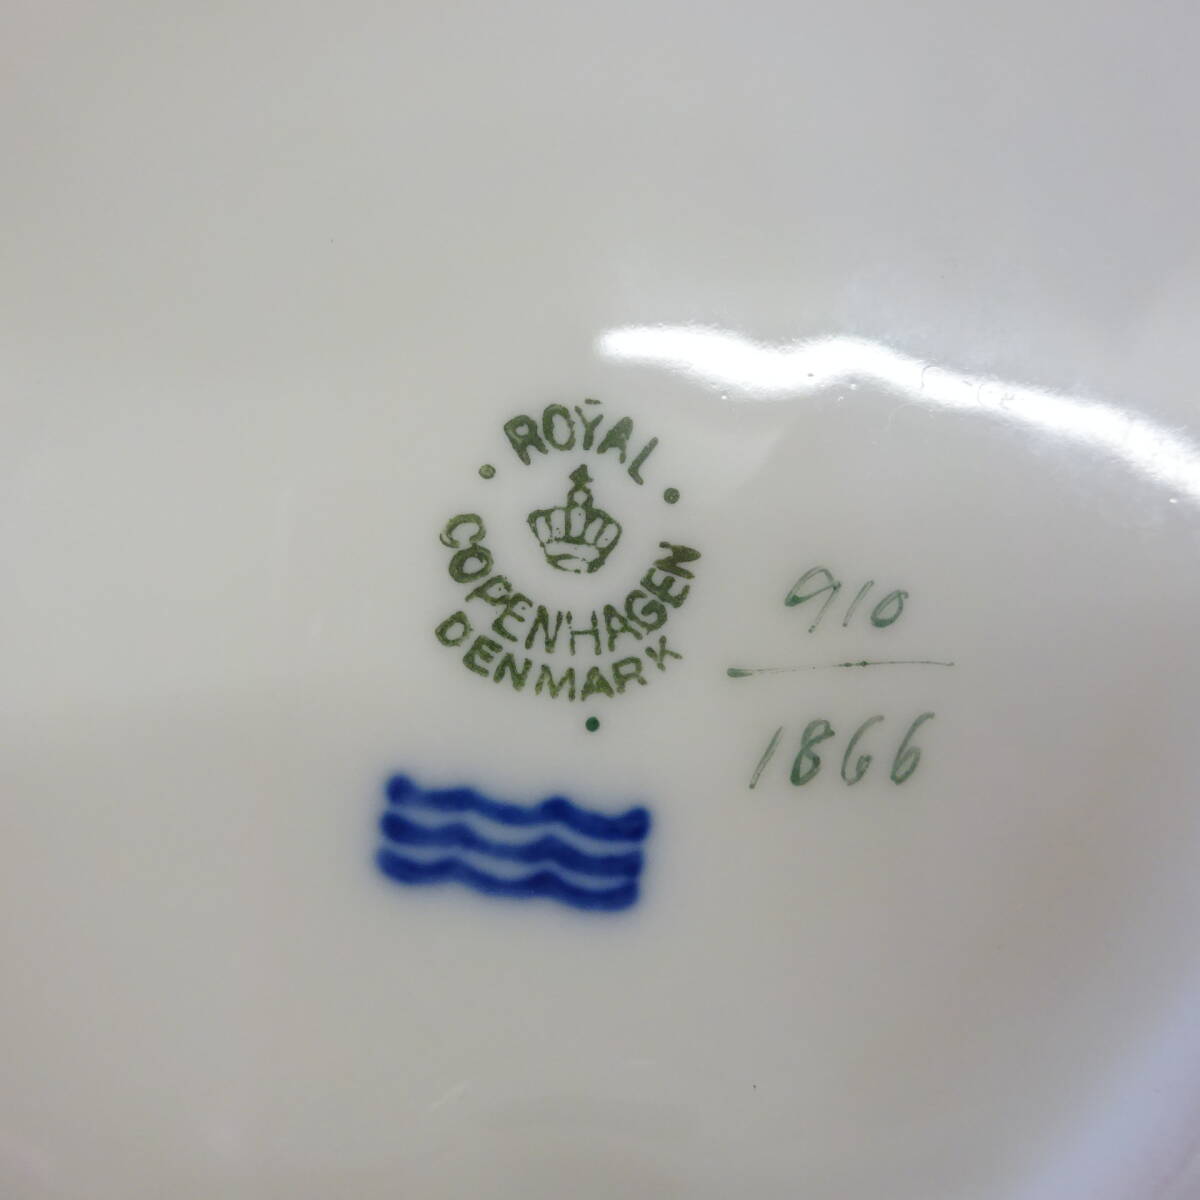 ROYAL
COPENHAGEN
DENMARK
910
1866